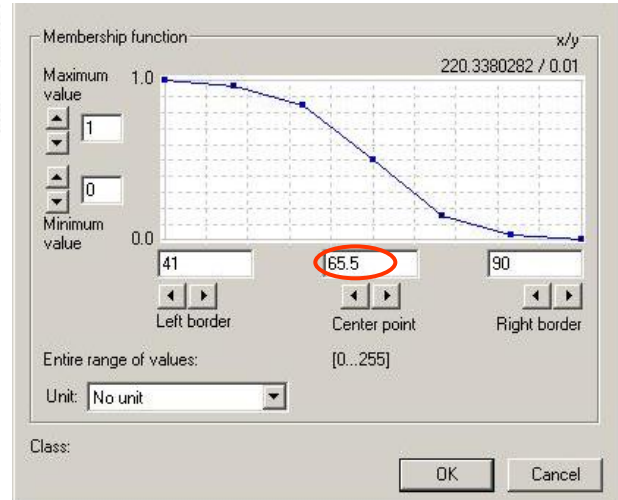 Membership function
x/y
220.3380282 / 0.01
Maximum value
1.0
1
0
Minimum value
0.0
41
65.5
90
Left border
Center point
Right border
Entire range of values:
[0...255]
Unit: No unit
Class:
OK
Cancel